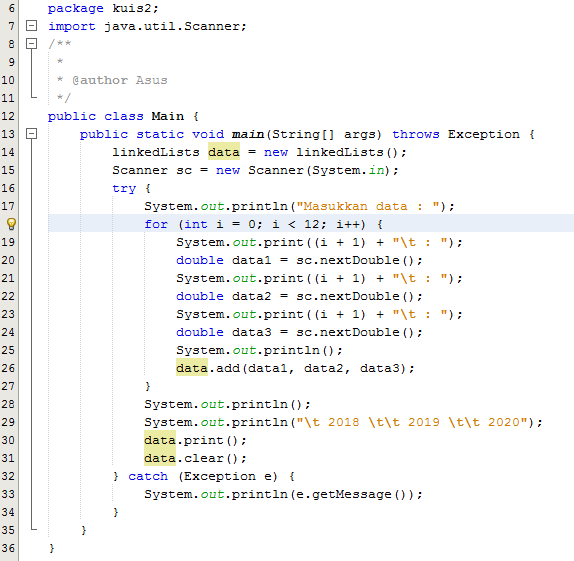 6 package kuis2;
7 import java.util.Scanner;
8 /**
9 *
10 * @author Asus
11 */
12 public class Main {
13 public static void main(String[] args) throws Exception {
14 linkedLists data = new linkedLists();
15 Scanner sc = new Scanner(System.in);
16 try {
17 System.out.println("Masukkan data : ");
for (int i = 0; i < 12; i++) {
19 System.out.print((i + 1) + "\t : ");
20 double data1 = sc.nextDouble();
21 System.out.print((i + 1) + "\t : ");
22 double data2 = sc.nextDouble();
23 System.out.print((i + 1) + "\t : ");
24 double data3 = sc.nextDouble();
25 System.out.println();
26 data.add(data1, data2, data3);
27 }
28 System.out.println();
29 System.out.println("\t 2018 \t\t 2019 \t\t 2020");
30 data.print();
31 data.clear();
32 } catch (Exception e) {
33 System.out.println(e.getMessage());
34 }
35 }
36 }